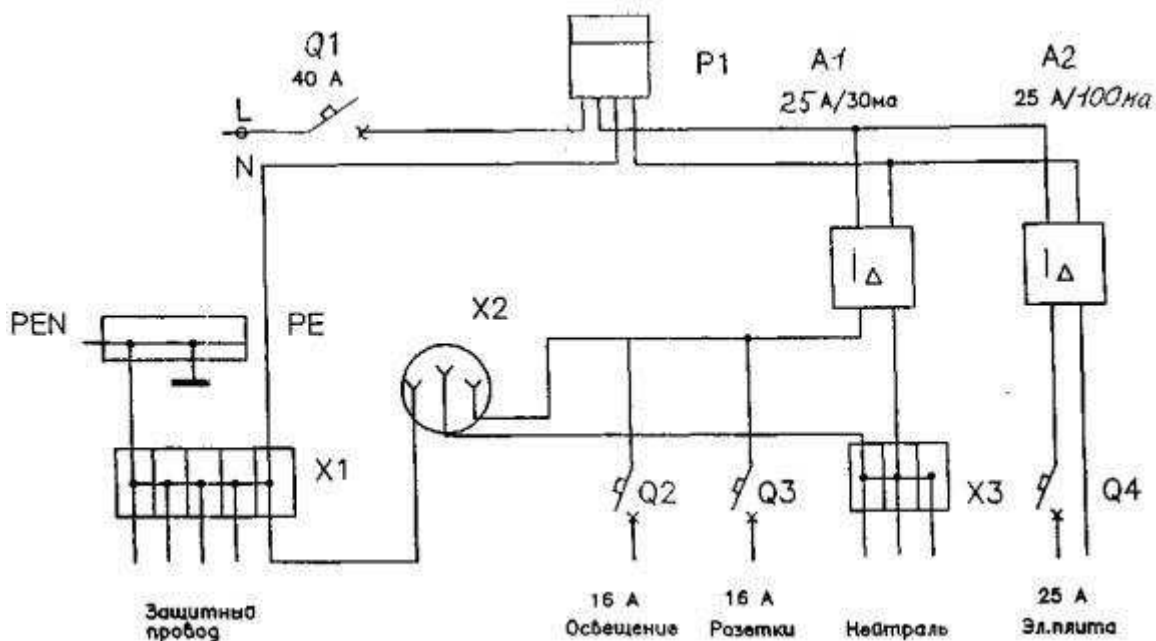 Q1
40 А
L
N
P1
A1
25 А/30ма
A2
25 А/100ма
PEN
PE
X2
X1
Q2
Q3
X3
Q4
I Δ
I Δ
Защитный
провод
16 А
Освещение
16 А
Розетки
Нейтраль
25 А
Эл.плита